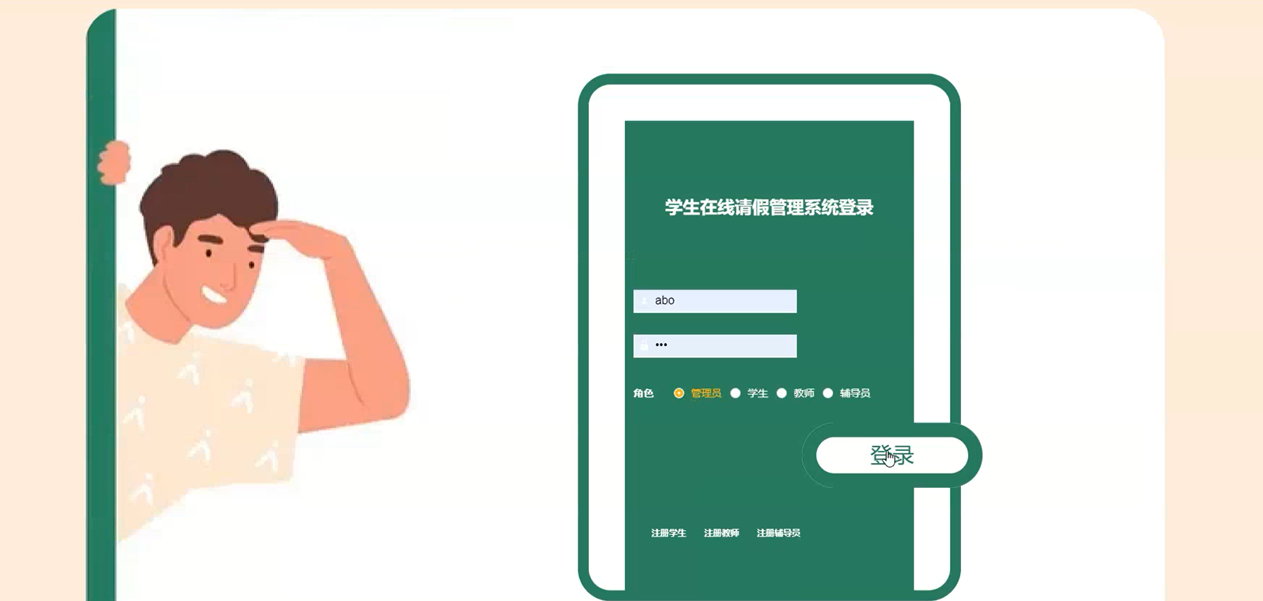 学生在线请假管理系统登录
abo
•••
角色 管理员 学生 教师 辅导员
登录
注册学生 注册教师 注册辅导员